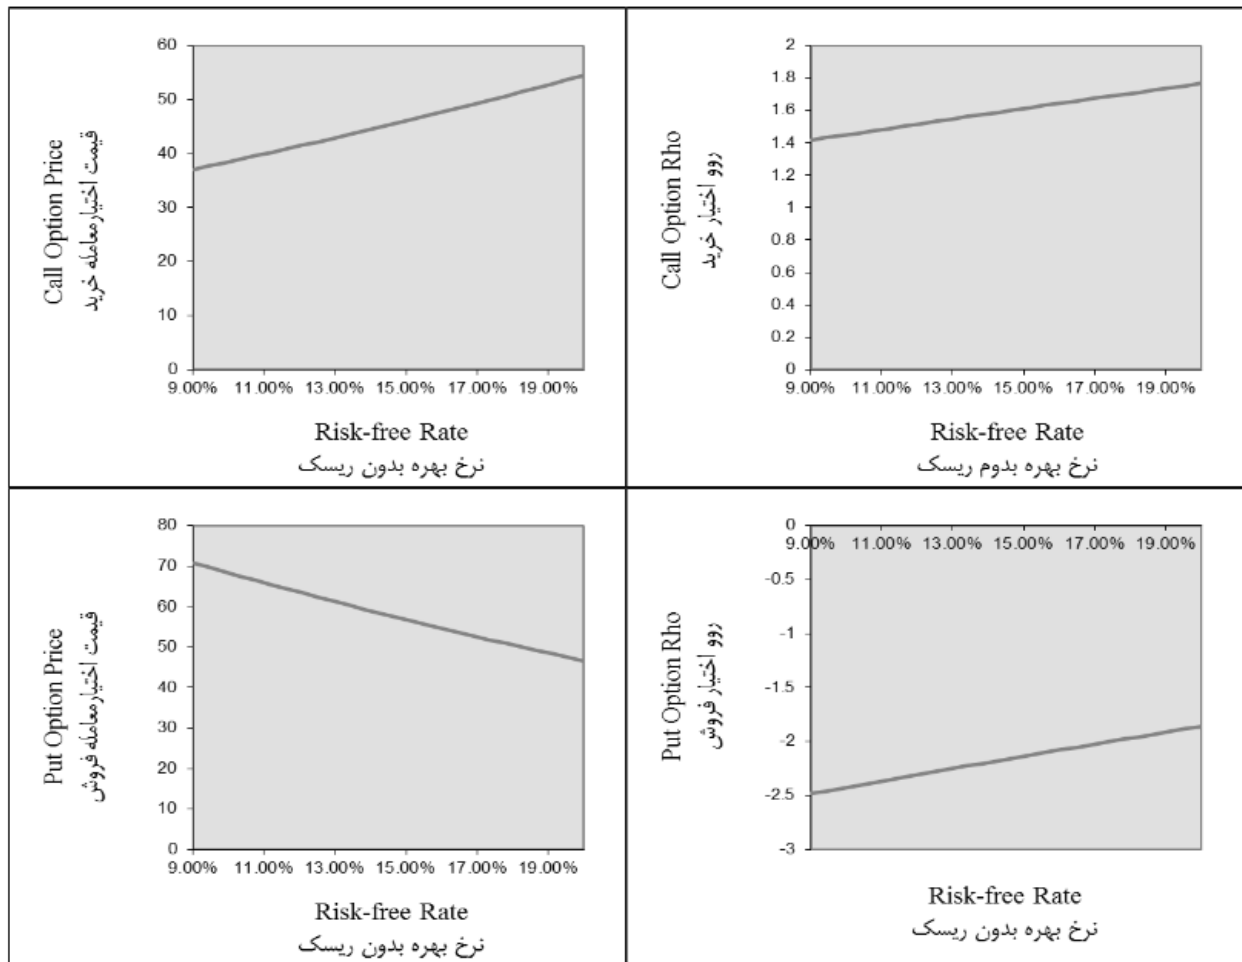 60
50
40
30
20
10
0
9.00% 11.00% 13.00% 15.00% 17.00% 19.00%
Call Option Price
قیمت اختیارمعامله خرید
Risk-free Rate
نرخ بهره بدون ریسک
2
1.8
1.6
1.4
1.2
1
0.8
0.6
0.4
0.2
0
9.00% 11.00% 13.00% 15.00% 17.00% 19.00%
Call Option Rho
روو اختیار خرید
Risk-free Rate
نرخ بهره بدوم ریسک
80
70
60
50
40
30
20
10
0
9.00% 11.00% 13.00% 15.00% 17.00% 19.00%
Put Option Price
قیمت اختیارمعامله فروش
Risk-free Rate
نرخ بهره بدون ریسک
0
9.00% 11.00% 13.00% 15.00% 17.00% 19.00%
-0.5
-1
-1.5
-2
-2.5
-3
Put Option Rho
روو اختیار فروش
Risk-free Rate
نرخ بهره بدون ریسک